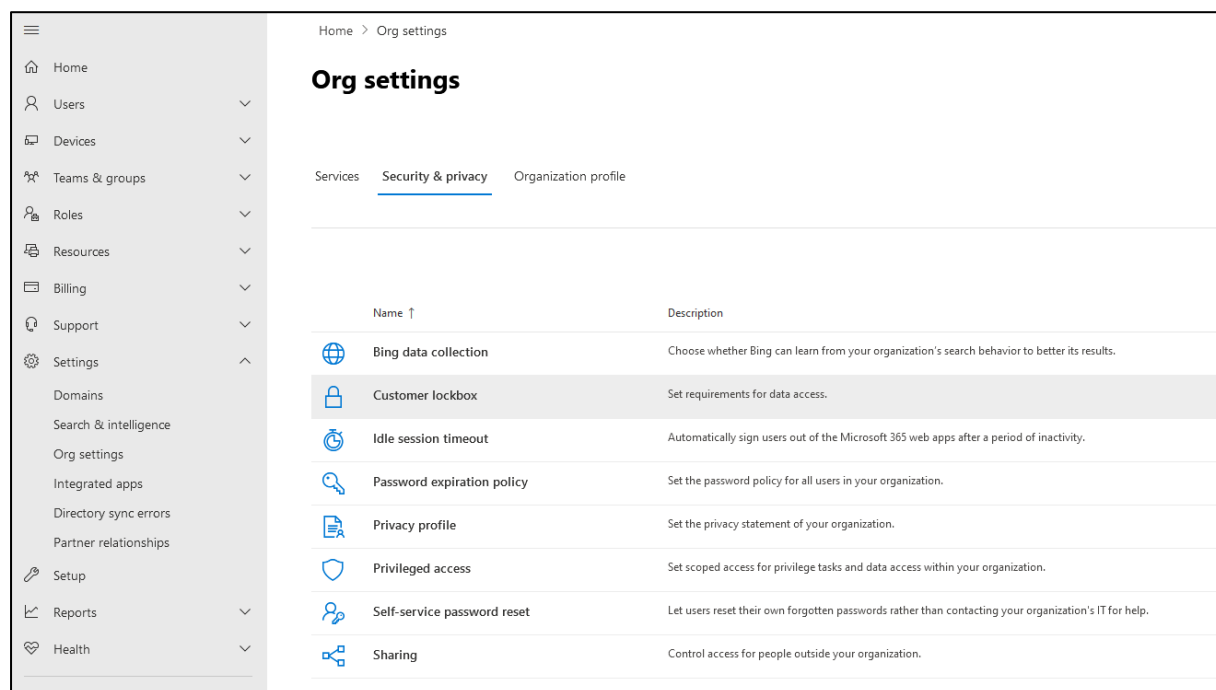 Home > Org settings
Home
Org settings
Users
Devices
Services Security & privacy Organization profile
Teams & groups
Roles
Resources
Billing
Name ↑ Description
Support
Bing data collection Choose whether Bing can learn from your organization's search behavior to better its results.
Settings
Customer lockbox Set requirements for data access.
Domains
Search & intelligence
Idle session timeout Automatically sign users out of the Microsoft 365 web apps after a period of inactivity.
Org settings
Integrated apps
Password expiration policy Set the password policy for all users in your organization.
Directory sync errors
Privacy profile Set the privacy statement of your organization.
Partner relationships
Setup
Privileged access Set scoped access for privilege tasks and data access within your organization.
Reports
Self-service password reset Let users reset their own forgotten passwords rather than contacting your organization's IT for help.
Health
Sharing Control access for people outside your organization.